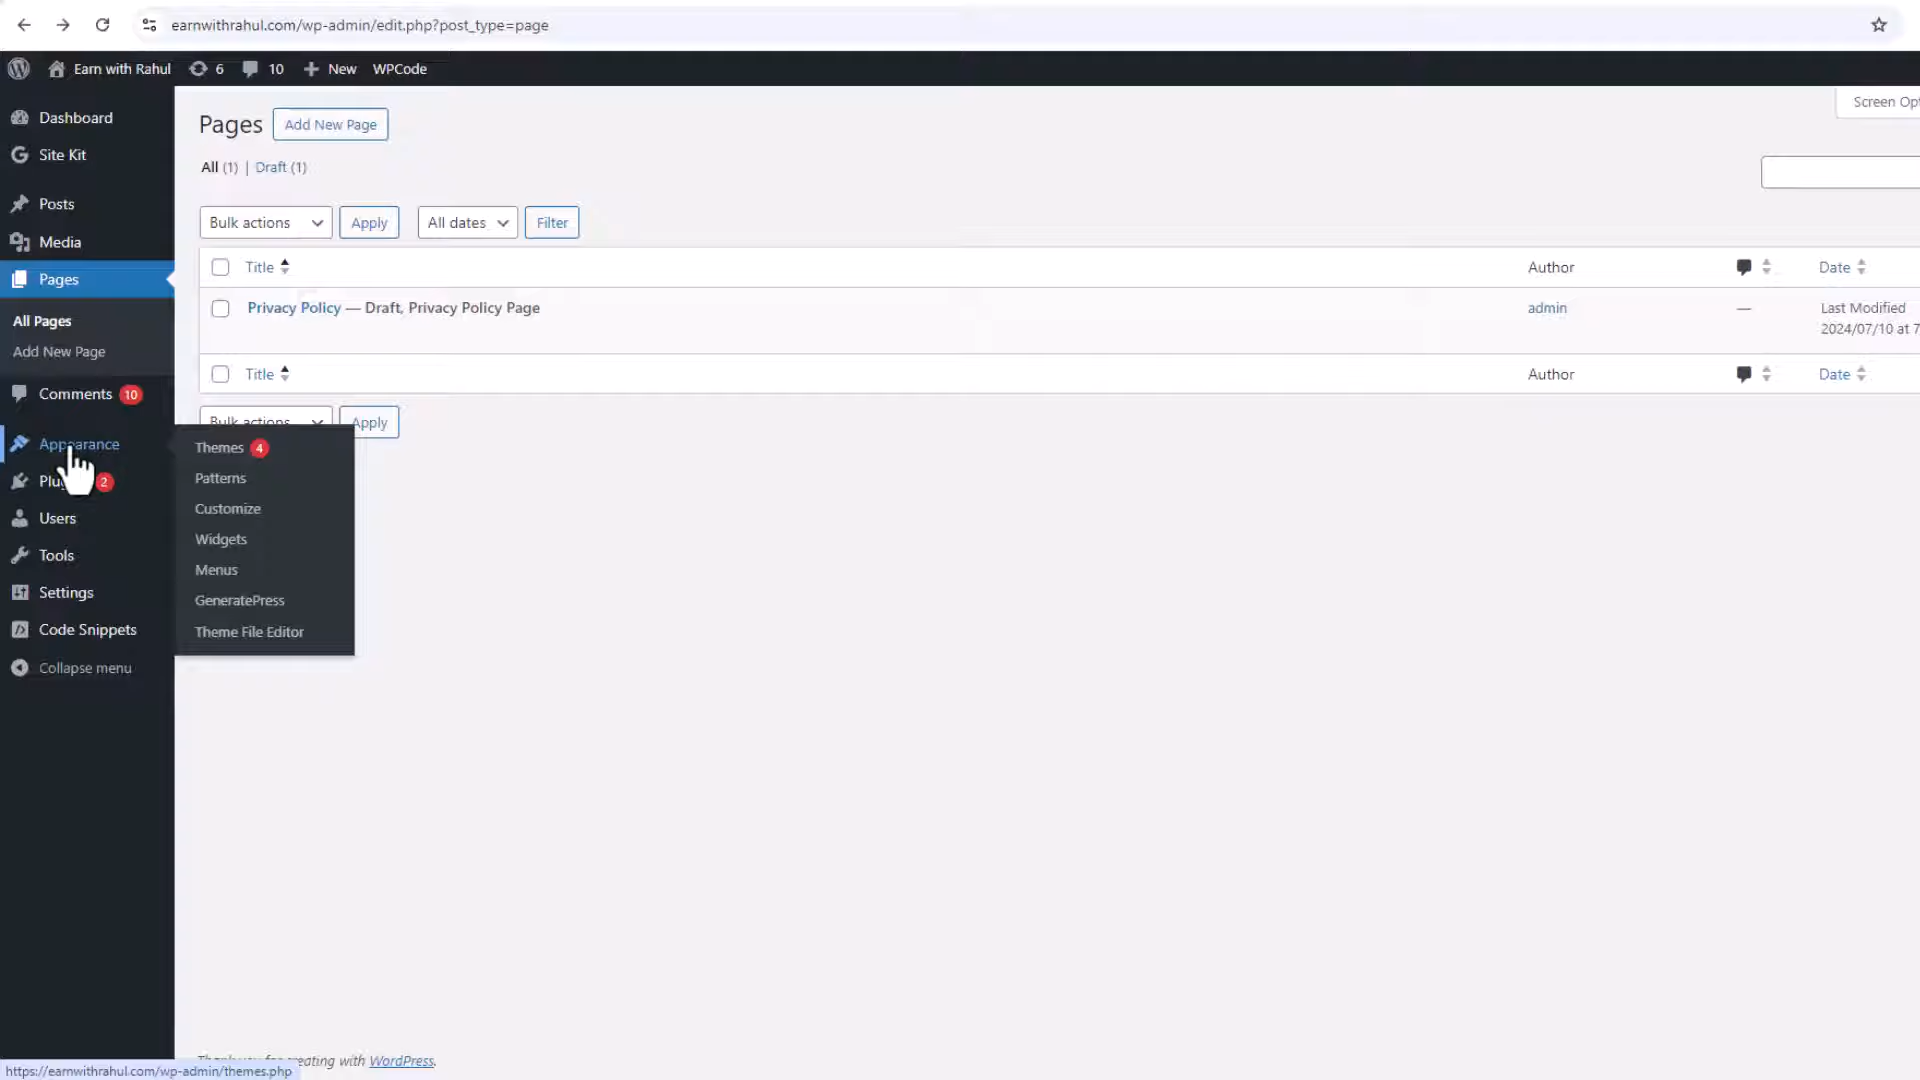 earnwithrahul.com/wp-admin/edit.php?post_type=page
Earn with Rahul 6 10 New WPCode
Dashboard
Site Kit
Posts
Media
Pages
All Pages
Add New Page
Comments 10
Appearance
2
Users
Tools
Settings
Code Snippets
Collapse menu
Themes 4
Patterns
Customize
Widgets
Menus
GeneratePress
Theme File Editor
Pages Add New Page
Screen
All (1) | Draft (1)
Bulk actions Apply All dates Filter
Title Author Date
Privacy Policy — Draft, Privacy Policy Page admin — Last Modified
2024/07/10 at
Title Author Date
Bulk actions Apply
creating with WordPress.
https://earnwithrahul.com/wp-admin/themes.php